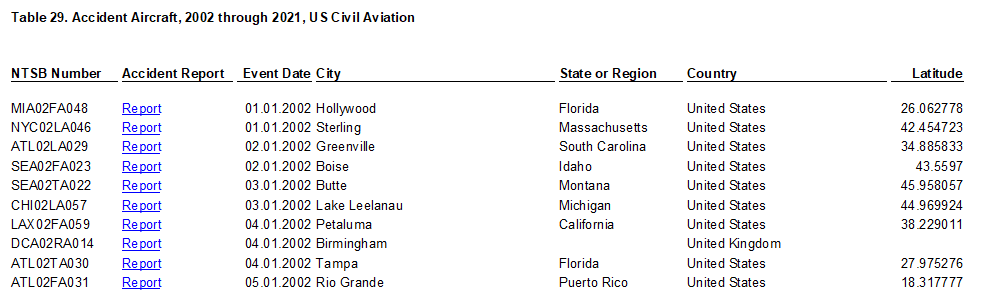 Table 29. Accident Aircraft, 2002 through 2021, US Civil Aviation
NTSB Number Accident Report Event Date City State or Region Country Latitude
MIA02FA048 Report 01.01.2002 Hollywood Florida United States 26.062778
NYC02LA046 Report 01.01.2002 Sterling Massachusetts United States 42.454723
ATL02LA029 Report 02.01.2002 Greenville South Carolina United States 34.885833
SEA02FA023 Report 02.01.2002 Boise Idaho United States 43.5597
SEA02TA022 Report 03.01.2002 Butte Montana United States 45.958057
CHI02LA057 Report 03.01.2002 Lake Leelanau Michigan United States 44.969924
LAX02FA059 Report 04.01.2002 Petaluma California United States 38.229011
DCA02RA014 Report 04.01.2002 Birmingham United Kingdom
ATL02TA030 Report 04.01.2002 Tampa Florida United States 27.975276
ATL02FA031 Report 05.01.2002 Rio Grande Puerto Rico United States 18.317777